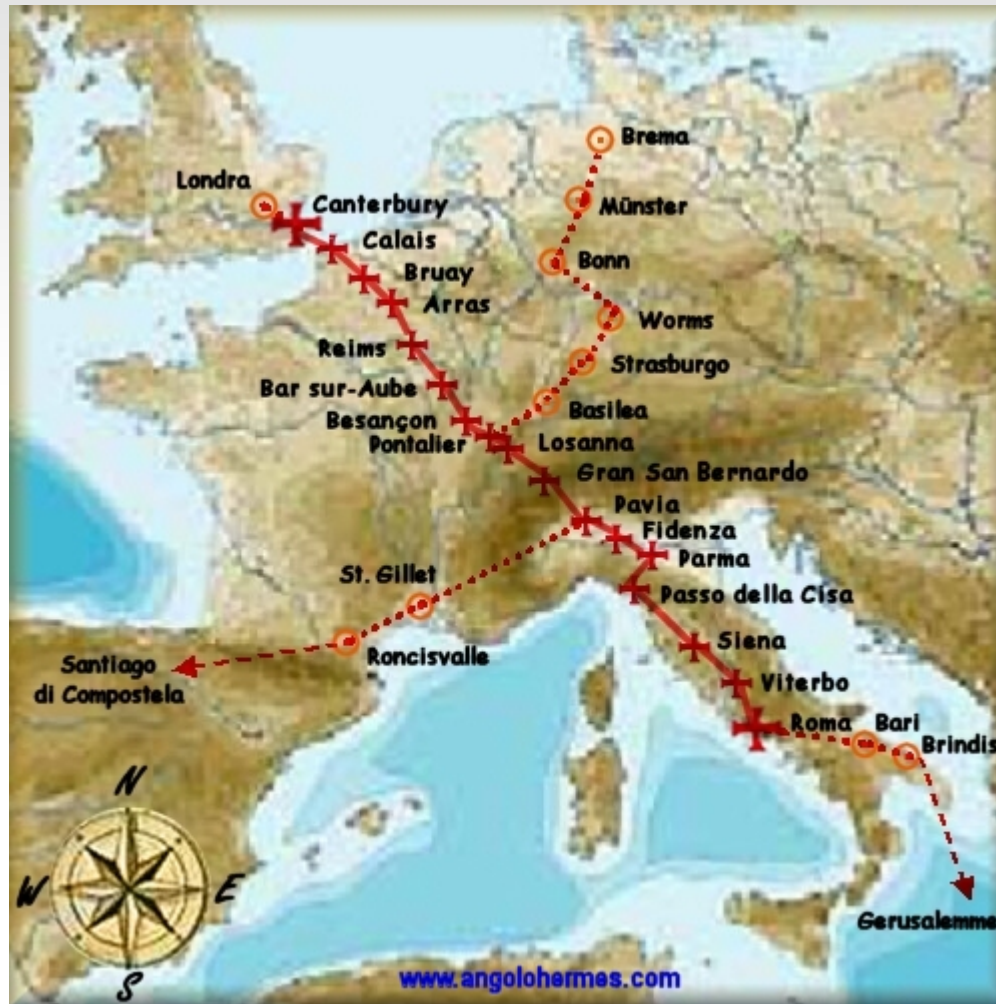 Brema
Londra
Münster
Canterbury
Calais
Bonn
Bruay
Arras
Worms
Reims
Strasburgo
Bar sur-Aube
Basilea
Besançon
Pontalier
Losanna
Gran San Bernardo
Pavia
Fidenza
Parma
St. Gillet
Passo della Cisa
Siena
Roncisvalle
Santiago
di Compostela
Viterbo
Roma
Bari
Brindis
N
W
E
S
Gerusalemme
www.angolohermes.com